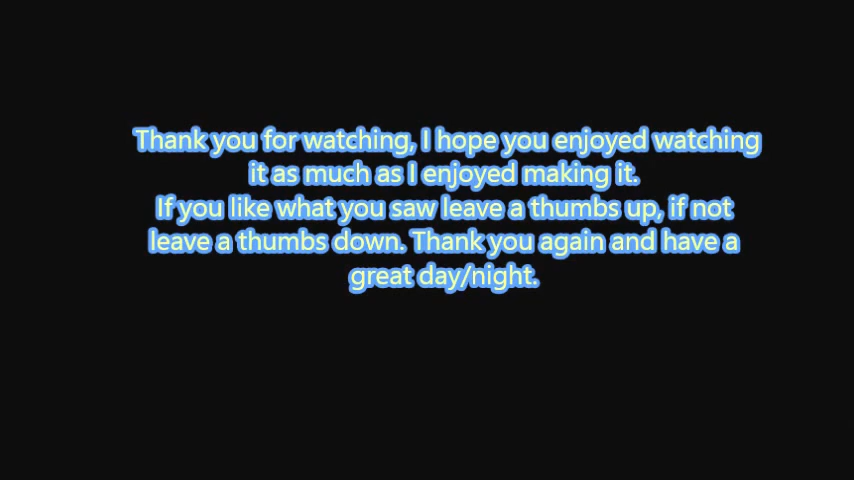 Thank you for watching, I hope you enjoyed watching
it as much as I enjoyed making it.
If you like what you saw leave a thumbs up, if not
leave a thumbs down. Thank you again and have a
great day/night.